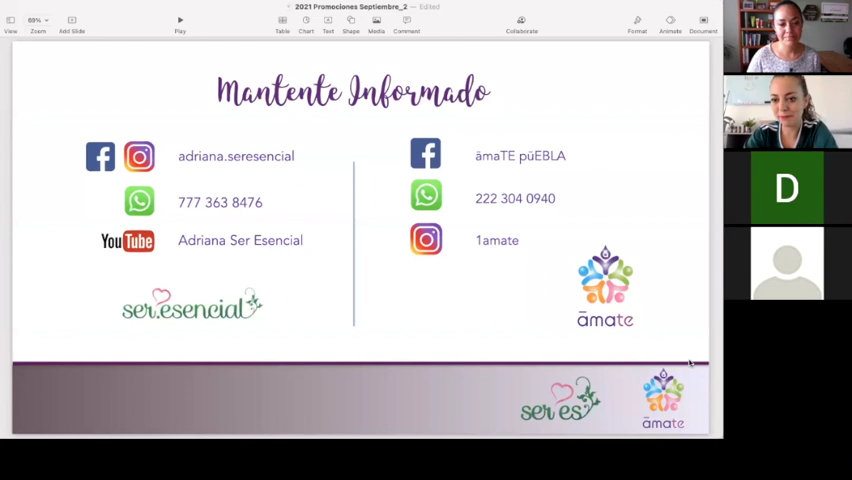 2021 Promociones Septiembre_2 — Edited
69%
View
Zoom
Add Slide
Play
Table
Chart
Text
Shape
Media
Comment
Collaborate
Format
Animate
Document
Mantente Informado
adriana.seresencial
777 363 8476
YouTube
Adriana Ser Esencial
ser.esencial
āmaTE pūEBLA
222 304 0940
1amate
āmate
ser es
āmate
D